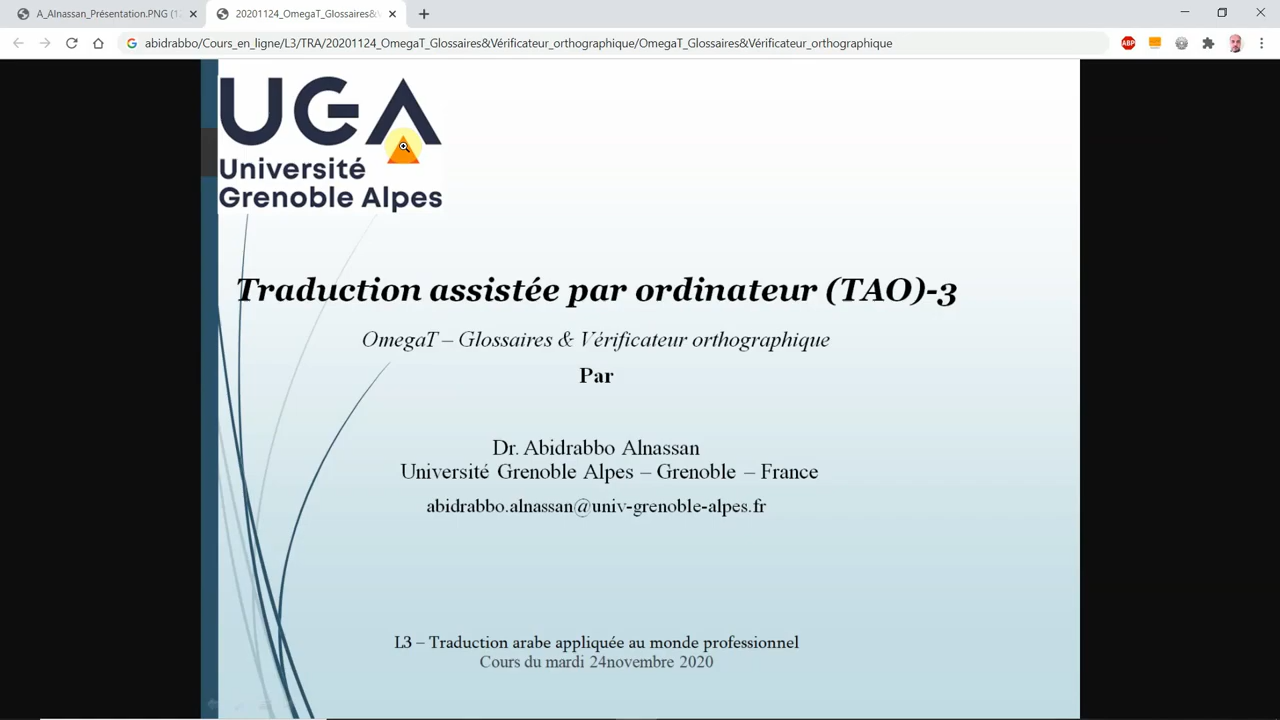 A_Alnassan_Présentation.PNG (1
20201124_OmegaT_Glossaires&V
abidrabbo/Cours_en_ligne/L3/TRA/20201124_OmegaT_Glossaires&Vérificateur_orthographique/OmegaT_Glossaires&Vérificateur_orthographique
ABP
UGA
Université
Grenoble Alpes
Traduction assistée par ordinateur (TAO)-3
OmegaT – Glossaires & Vérificateur orthographique
Par
Dr. Abidrabbo Alnassan
Université Grenoble Alpes – Grenoble – France
abidrabbo.alnassan@univ-grenoble-alpes.fr
L3 – Traduction arabe appliquée au monde professionnel
Cours du mardi 24novembre 2020